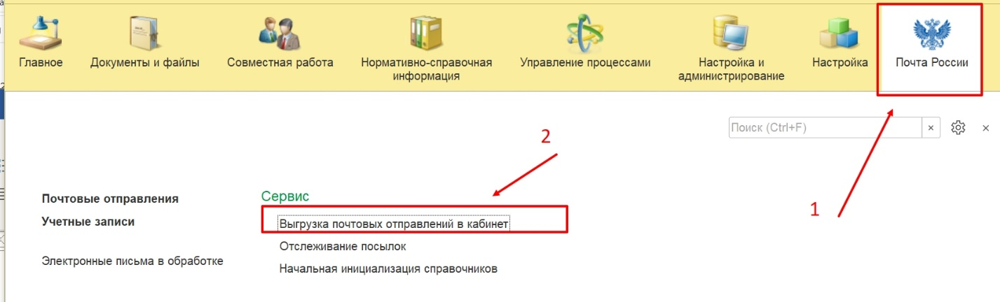 Главное
Документы и файлы
Совместная работа
Нормативно-справочная
информация
Управление процессами
Настройка и
администрирование
Настройка
Почта России
Поиск (Ctrl+F)
2
1
Почтовые отправления
Учетные записи
Электронные письма в обработке
Сервис
Выгрузка почтовых отправлений в кабинет
Отслеживание посылок
Начальная инициализация справочников